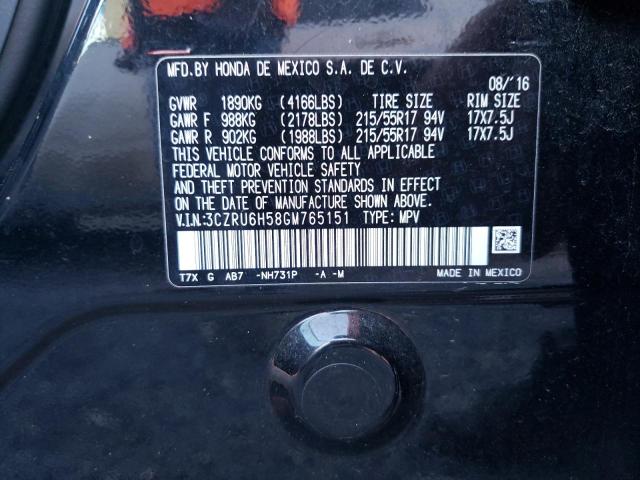 MFD.BY HONDA DE MEXICO S.A. DE C.V.
08/´16
GVWR 1890KG (4166LBS) TIRE SIZE RIM SIZE
GAWR F 988KG (2178LBS) 215/55R17 94V 17X7.5J
GAWR R 902KG (1988LBS) 215/55R17 94V 17X7.5J
THIS VEHICLE CONFORMS TO ALL APPLICABLE
FEDERAL MOTOR VEHICLE SAFETY
AND THEFT PREVENTION STANDARDS IN EFFECT
ON THE DATE OF MANUFACTURE SHOWN ABOVE.
V.I.N:3CZRU6H58GM765151 TYPE: MPV
T7X G AB7 -NH731P -A -M MADE IN MEXICO